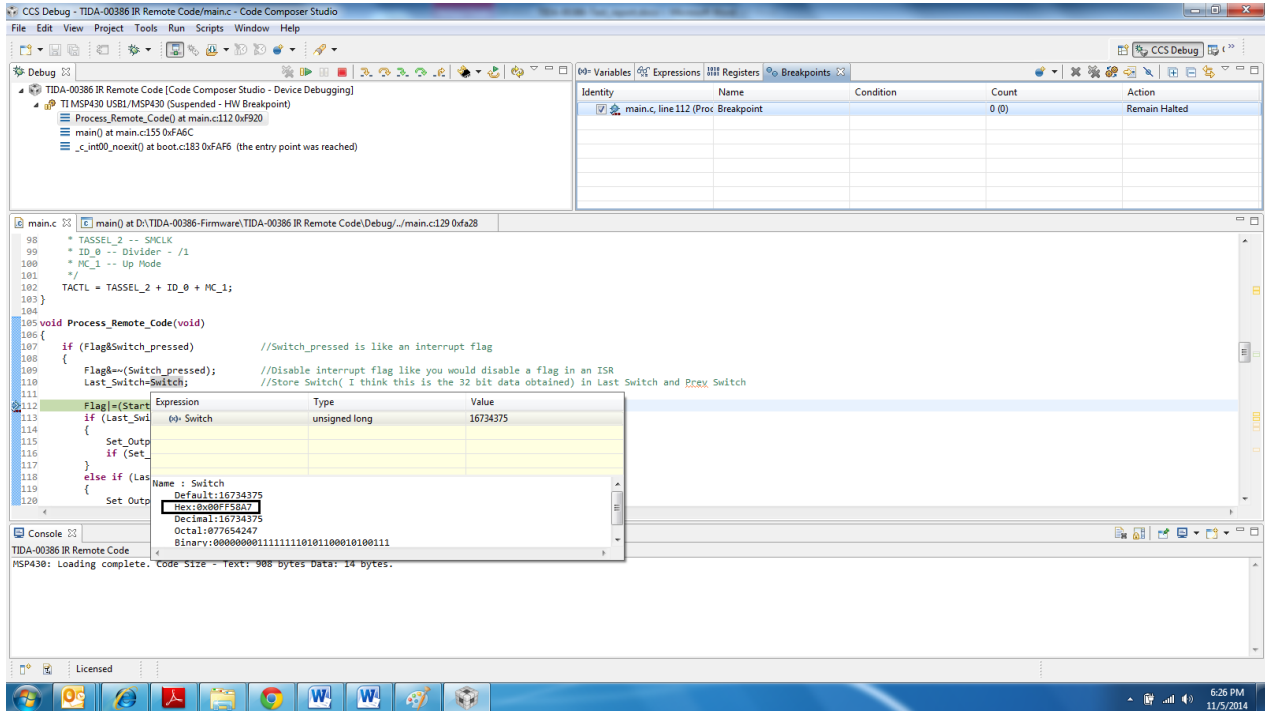 CCS Debug - TIDA-00386 IR Remote Code/main.c - Code Composer Studio
File Edit View Project Tools Run Scripts Window Help
CCS Debug
Debug
TIDA-00386 IR Remote Code [Code Composer Studio - Device Debugging]
TI MSP430 USB1/MSP430 (Suspended - HW Breakpoint)
Process_Remote_Code() at main.c:112 0xF920
main() at main.c:155 0xFA6C
_c_int00_noexit() at boot.c:183 0xFAF6 (the entry point was reached)
(x)= Variables Expressions Registers Breakpoints
Identity Name Condition Count Action
main.c, line 112 (Proc Breakpoint 0 (0) Remain Halted
main.c main() at D:\TIDA-00386-Firmware\TIDA-00386 IR Remote Code\Debug/../main.c:129 0xfa28
98 * TASSEL_2 -- SMCLK
99 * ID_0 -- Divider - /1
100 * MC_1 -- Up Mode
101 */
102 TACTL = TASSEL_2 + ID_0 + MC_1;
103 }
104
105 void Process_Remote_Code(void)
106 {
107 if (Flag&Switch_pressed) //Switch_pressed is like an interrupt flag
108 {
109 Flag&=~(Switch_pressed); //Disable interrupt flag like you would disable a flag in an ISR
110 Last_Switch=Switch; //Store Switch( I think this is the 32 bit data obtained) in Last Switch and Prev Switch
111
112 Flag|=(Start
113 if (Last_Swi
114 {
115 Set_Outp
116 if (Set_
117 }
118 else if (Las
119 {
120 Set Outp
Expression Type Value
(x)= Switch unsigned long 16734375
Name : Switch
Default:16734375
Hex:0x00FF58A7
Decimal:16734375
Octal:077654247
Binary:00000000111111110101100010100111
Console
TIDA-00386 IR Remote Code
MSP430: Loading complete. Code Size - Text: 908 bytes Data: 14 bytes.
Licensed
6:26 PM
11/5/2014